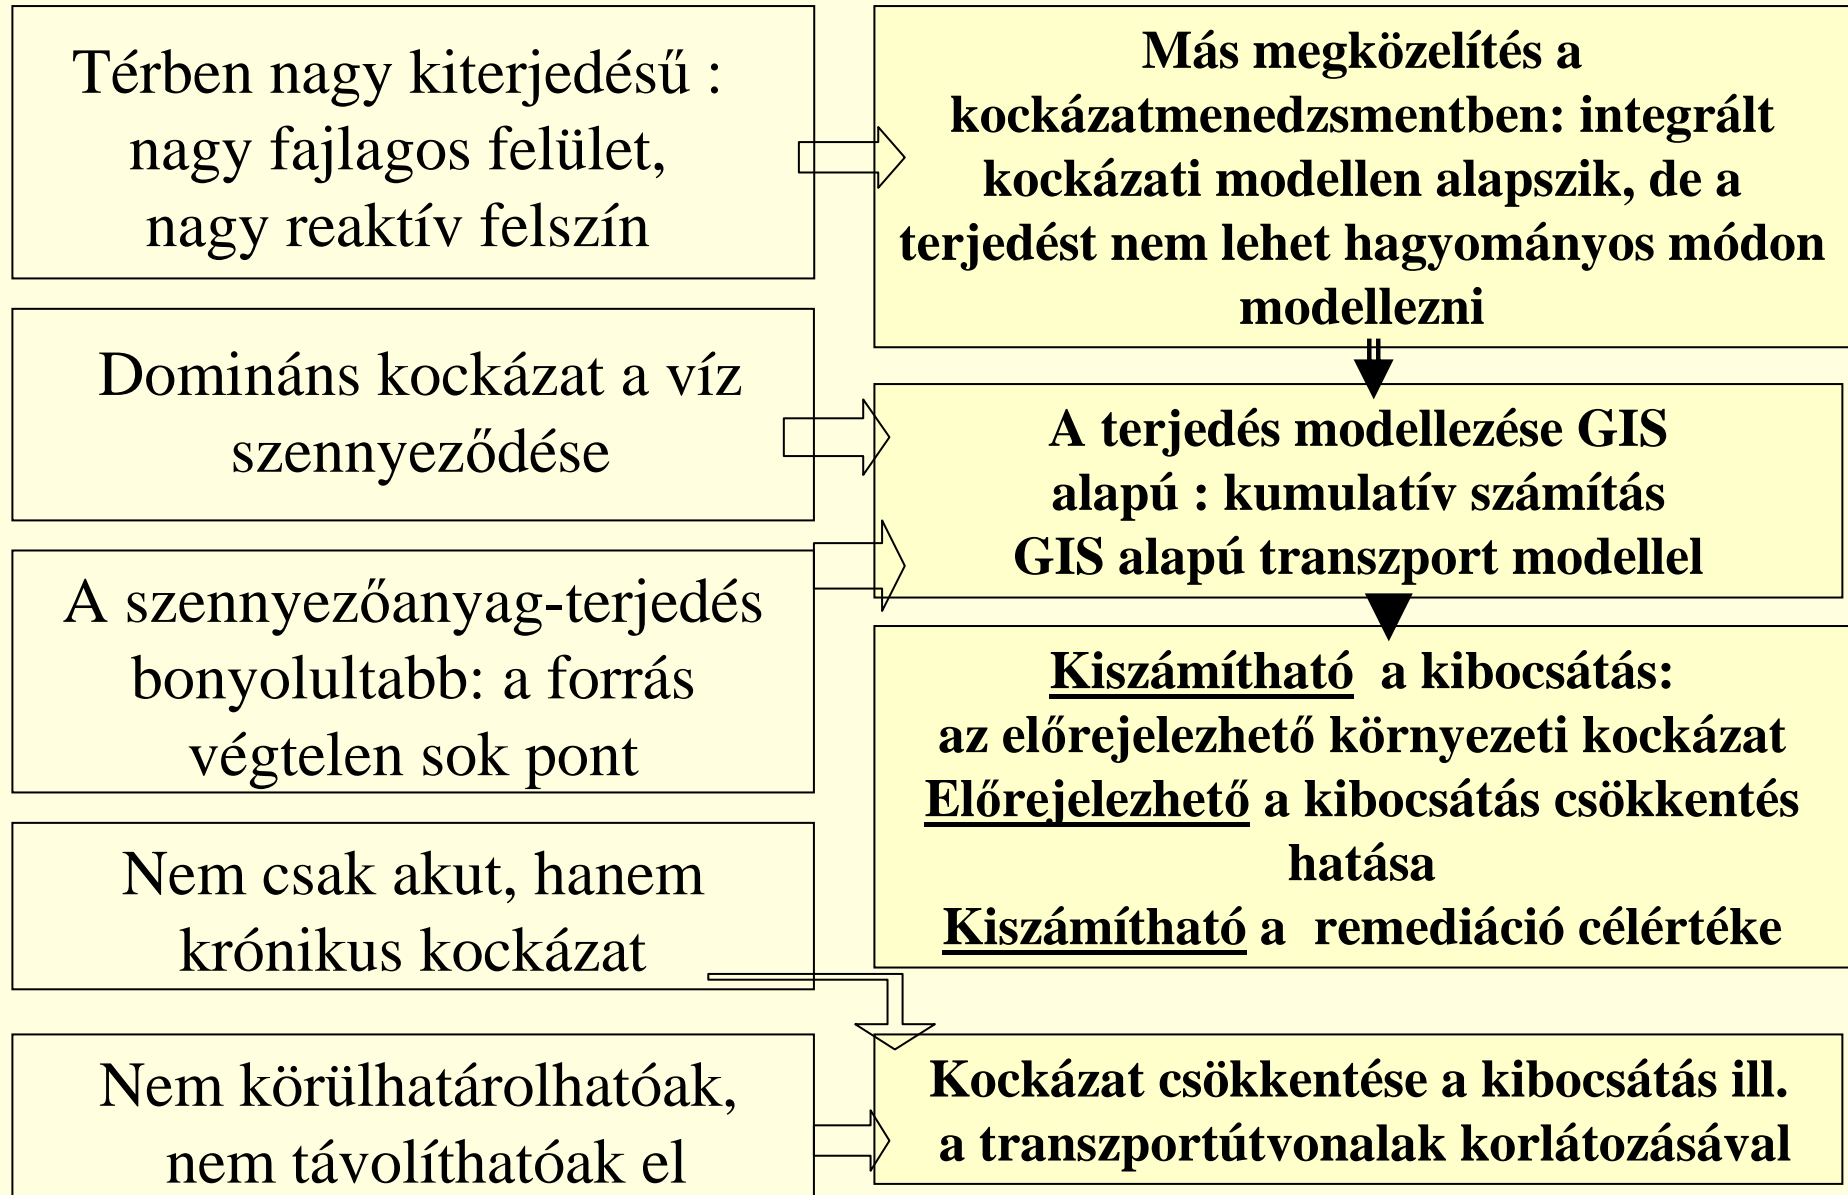 Térben nagy kiterjedésű :
nagy fajlagos felület,
nagy reaktív felszín
Más megközelítés a
kockázatmenedzsmentben: integrált
kockázati modellen alapszik, de a
terjedést nem lehet hagyományos módon
modellezni
Domináns kockázat a víz
szennyeződése
A terjedés modellezése GIS
alapú : kumulatív számítás
GIS alapú transzport modellel
A szennyezőanyag-terjedés
bonyolultabb: a forrás
végtelen sok pont
Kiszámítható a kibocsátás:
az előrejelezhető környezeti kockázat
Előrejelezhető a kibocsátás csökkentés
hatása
Kiszámítható a remediáció célértéke
Nem csak akut, hanem
krónikus kockázat
Nem körülhatárolhatóak,
nem távolíthatóak el
Kockázat csökkentése a kibocsátás ill.
a transzportútvonalak korlátozásával